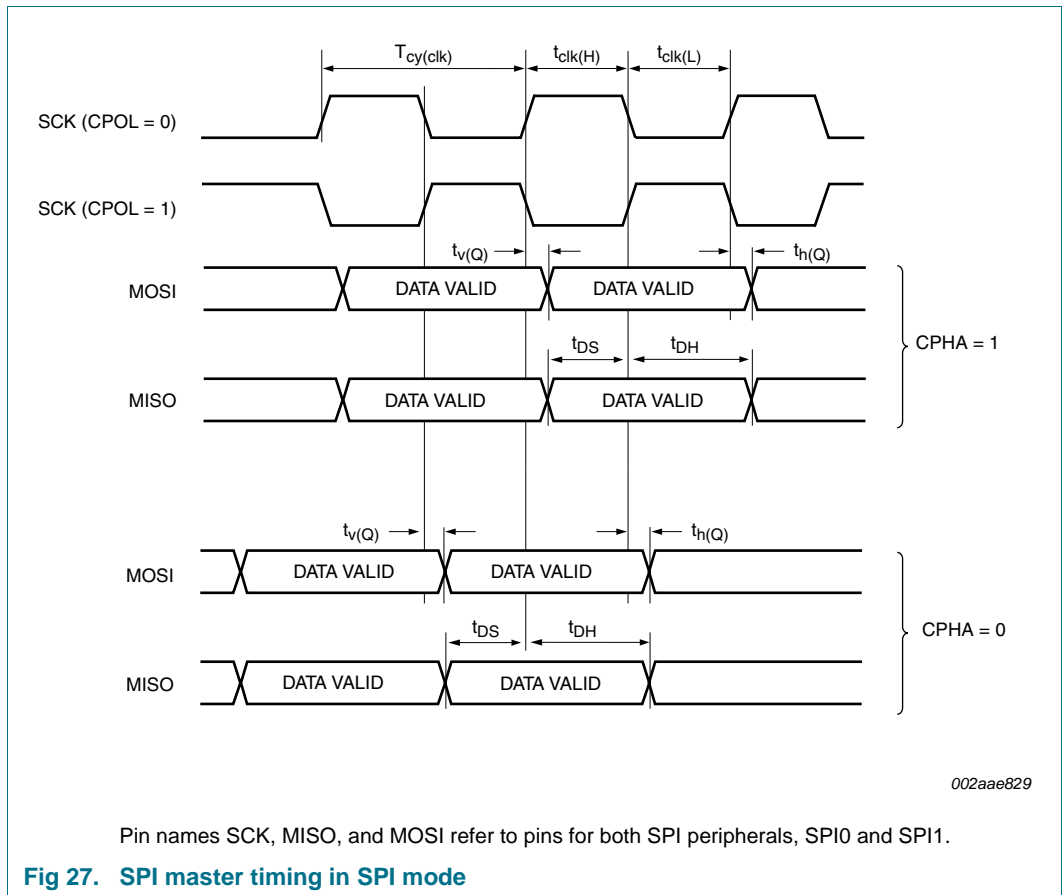 Tcy(clk) tclk(H) tclk(L)
SCK (CPOL = 0)
SCK (CPOL = 1)
tv(Q) th(Q)
MOSI DATA VALID DATA VALID
CPHA = 1
tDS tDH
MISO DATA VALID DATA VALID
tv(Q) th(Q)
MOSI DATA VALID DATA VALID
CPHA = 0
tDS tDH
MISO DATA VALID DATA VALID
002aae829
Pin names SCK, MISO, and MOSI refer to pins for both SPI peripherals, SPI0 and SPI1.
Fig 27. SPI master timing in SPI mode